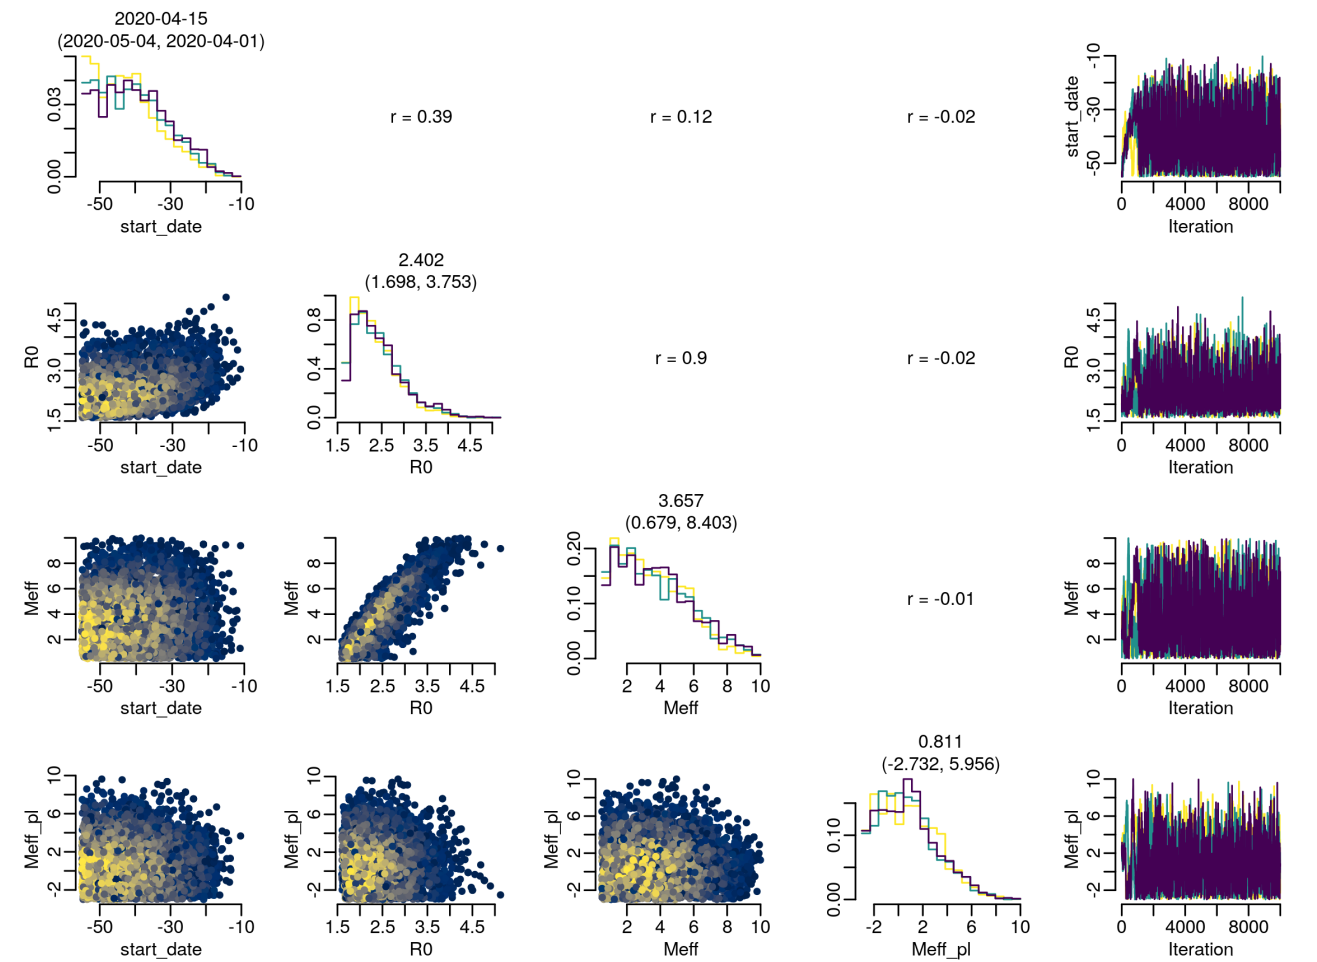 2020-04-15
(2020-05-04, 2020-04-01)
0.00 0.03
-50 -30 -10
start_date
r = 0.39
r = 0.12
r = -0.02
start_date
-50 -30 -10
0 4000 8000
Iteration
R0
1.5 3.0 4.5
-50 -30 -10
start_date
2.402
(1.698, 3.753)
0.0 0.4 0.8
1.5 2.5 3.5 4.5
R0
r = 0.9
r = -0.02
R0
1.5 3.0 4.5
0 4000 8000
Iteration
Meff
2 4 6 8
-50 -30 -10
start_date
Meff
2 4 6 8
1.5 2.5 3.5 4.5
R0
3.657
(0.679, 8.403)
0.00 0.10 0.20
2 4 6 8 10
Meff
r = -0.01
Meff
2 4 6 8
0 4000 8000
Iteration
Meff_pl
-2 2 6 10
-50 -30 -10
start_date
Meff_pl
-2 2 6 10
1.5 2.5 3.5 4.5
R0
Meff_pl
-2 2 6 10
2 4 6 8 10
Meff
0.811
(-2.732, 5.956)
0.00 0.10
-2 2 6 10
Meff_pl
Meff_pl
-2 2 6 10
0 4000 8000
Iteration